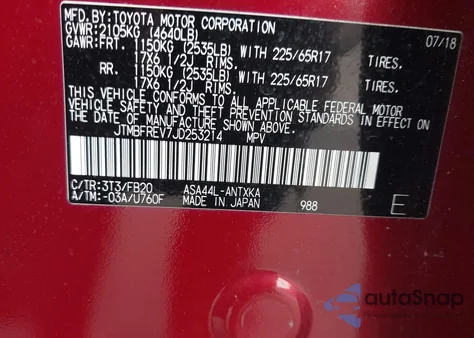 MFD.BY:TOYOTA MOTOR CORPORATION 07/18
GVWR:2105KG (4640LB)
GAWR:FRT. 1150KG (2535LB) WITH 225/65R17 TIRES.
17X6 1/2J RIMS.
RR. 1150KG (2535LB) WITH 225/65R17 TIRES.
17X6 1/2J RIMS.
THIS VEHICLE CONFORMS TO ALL APPLICABLE FEDERAL MOTOR
VEHICLE SAFETY STANDARDS IN EFFECT ON
THE DATE OF MANUFACTURE SHOWN ABOVE.
JTMBFREV7JD253214 MPV
C/TR:3T3/FB20 ASA44L-ANTXKA
A/TM:-03A/U760F MADE IN JAPAN 988 E
autoSnap